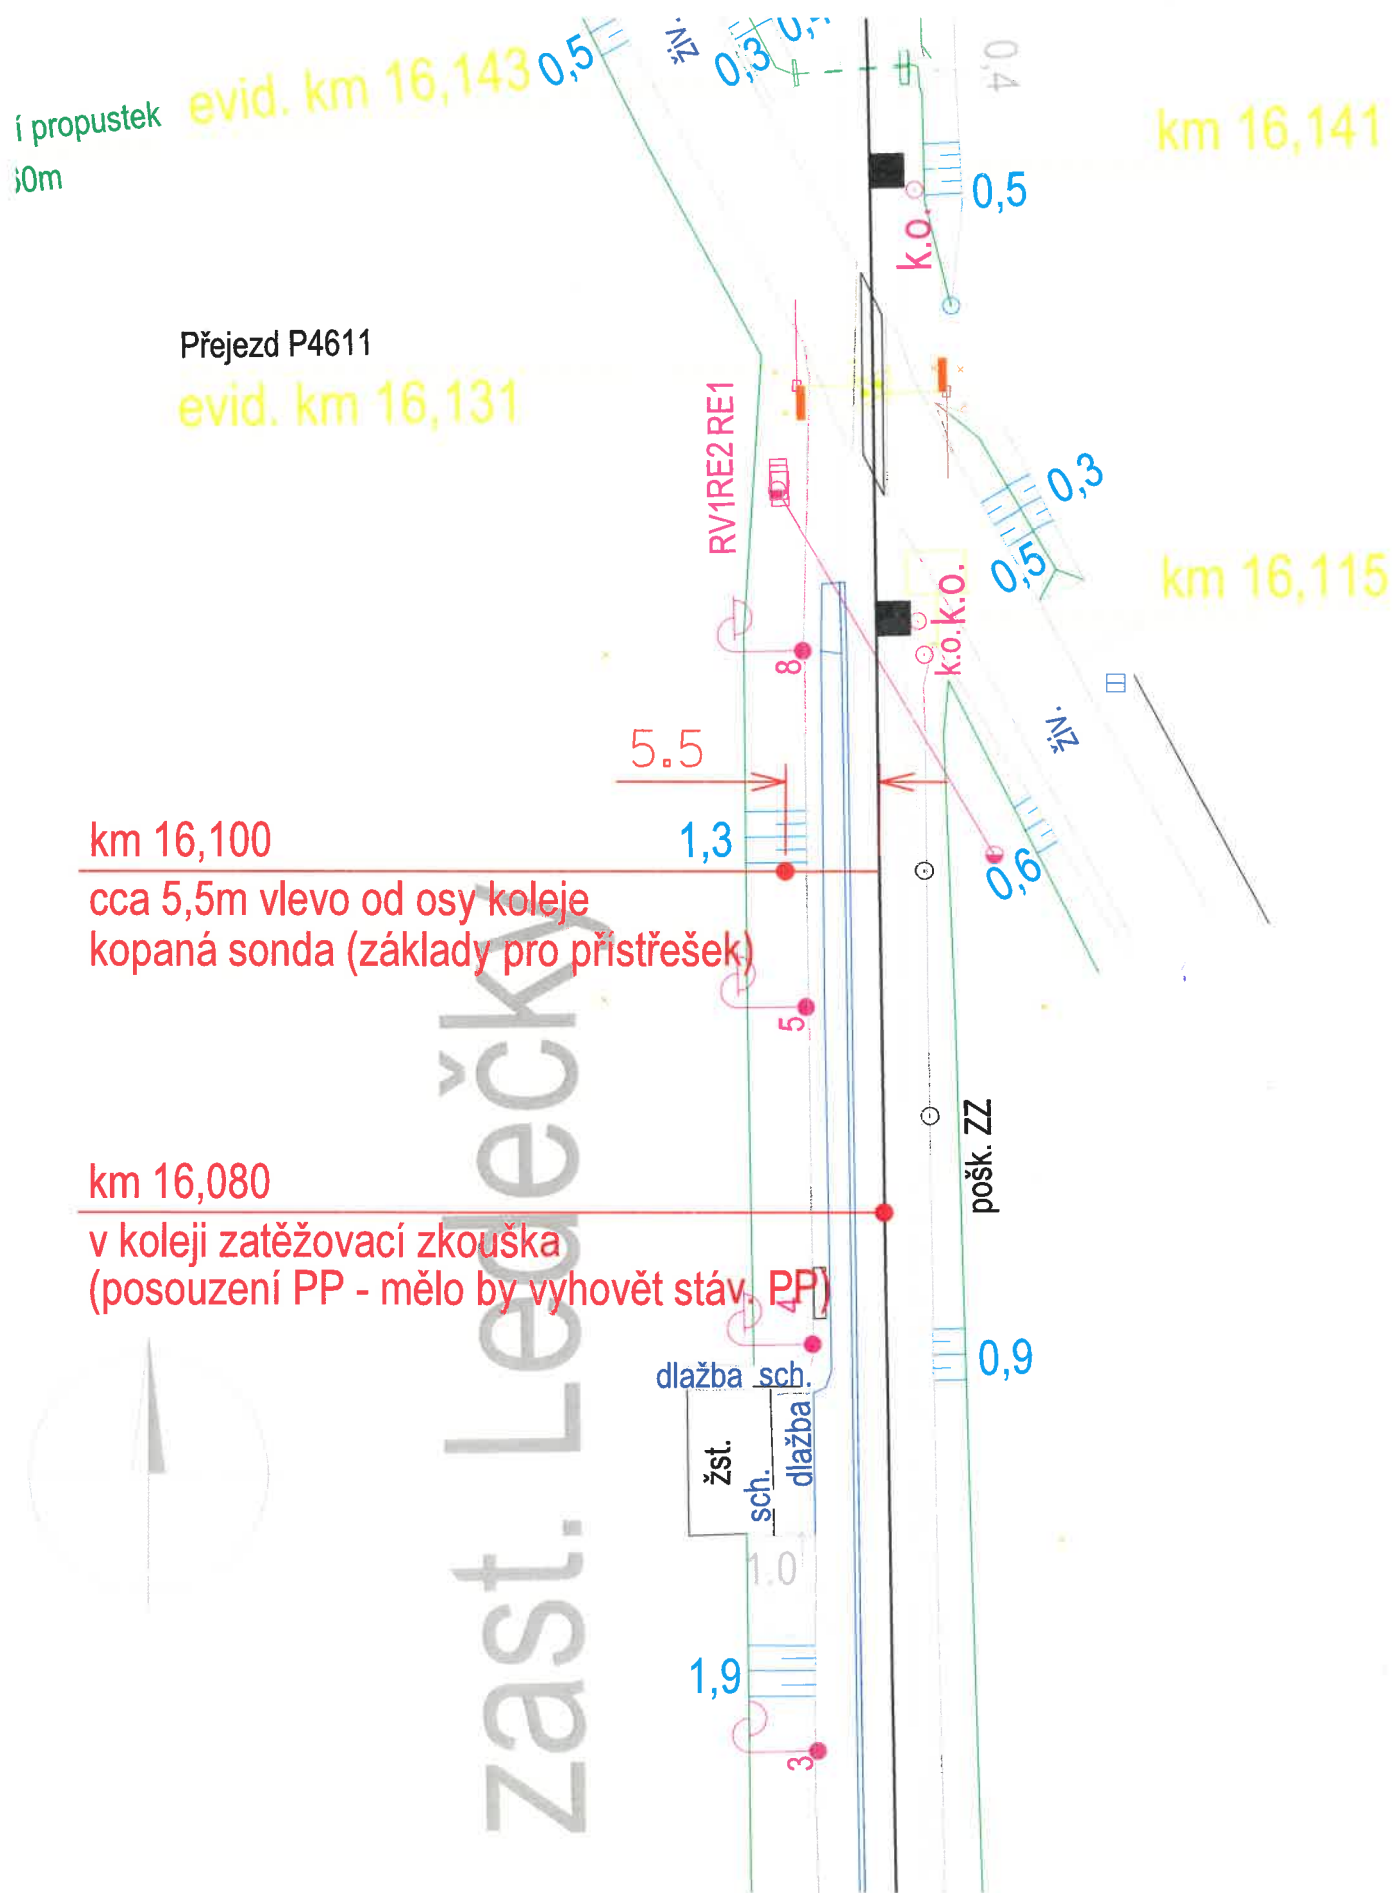 živ.
0,5
0,3
0,4
evid. km 16,143
í propustek
km 16,141
0,5
k.o.
Přejezd P4611
evid. km 16,131
RV1RE2 RE1
0,3
0,5
km 16,115
k.o.
k.o.
8
živ.
5.5
km 16,100
1,3
cca 5,5m vlevo od osy koleje
0,6
kopaná sonda (základy pro přístřešek)
5
pošk. ZZ
km 16,080
v koleji zatěžovací zkouška
(posouzení PP - mělo by vyhovět stáv. PP)
4
0,9
dlažba sch.
dlažba
žst.
sch.
1.0
1,9
3
zast. Ledečky